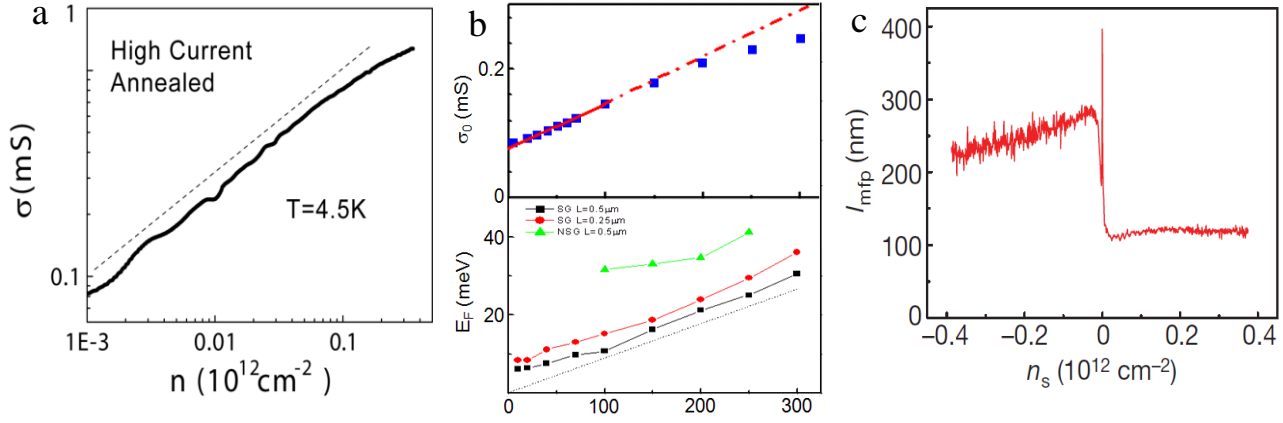 a
1
High Current
Annealed
1
σ (mS)
0.1
T=4.5K
1E-3
0.01
0.1
n (10¹²cm⁻²)
b
0.2
σ₀ (mS)
0
SG L=0.5μm
SG L=0.25μm
NSG L=0.5μm
40
E_F (meV)
20
0
100
200
300
c
400
300
l_mfp (nm)
200
100
0
−0.4
−0.2
0
0.2
0.4
n_s (10¹² cm⁻²)